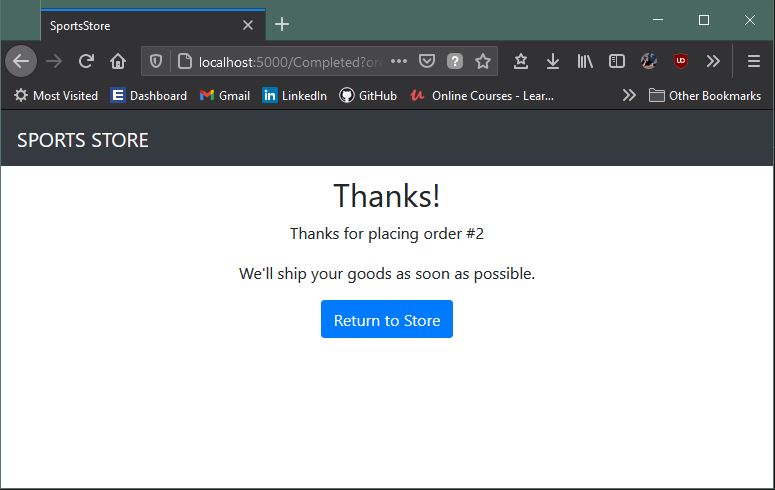 SportsStore
localhost:5000/Completed?or
Most Visited
Dashboard
Gmail
LinkedIn
GitHub
Online Courses - Lear...
Other Bookmarks
SPORTS STORE
Thanks!
Thanks for placing order #2
We'll ship your goods as soon as possible.
Return to Store